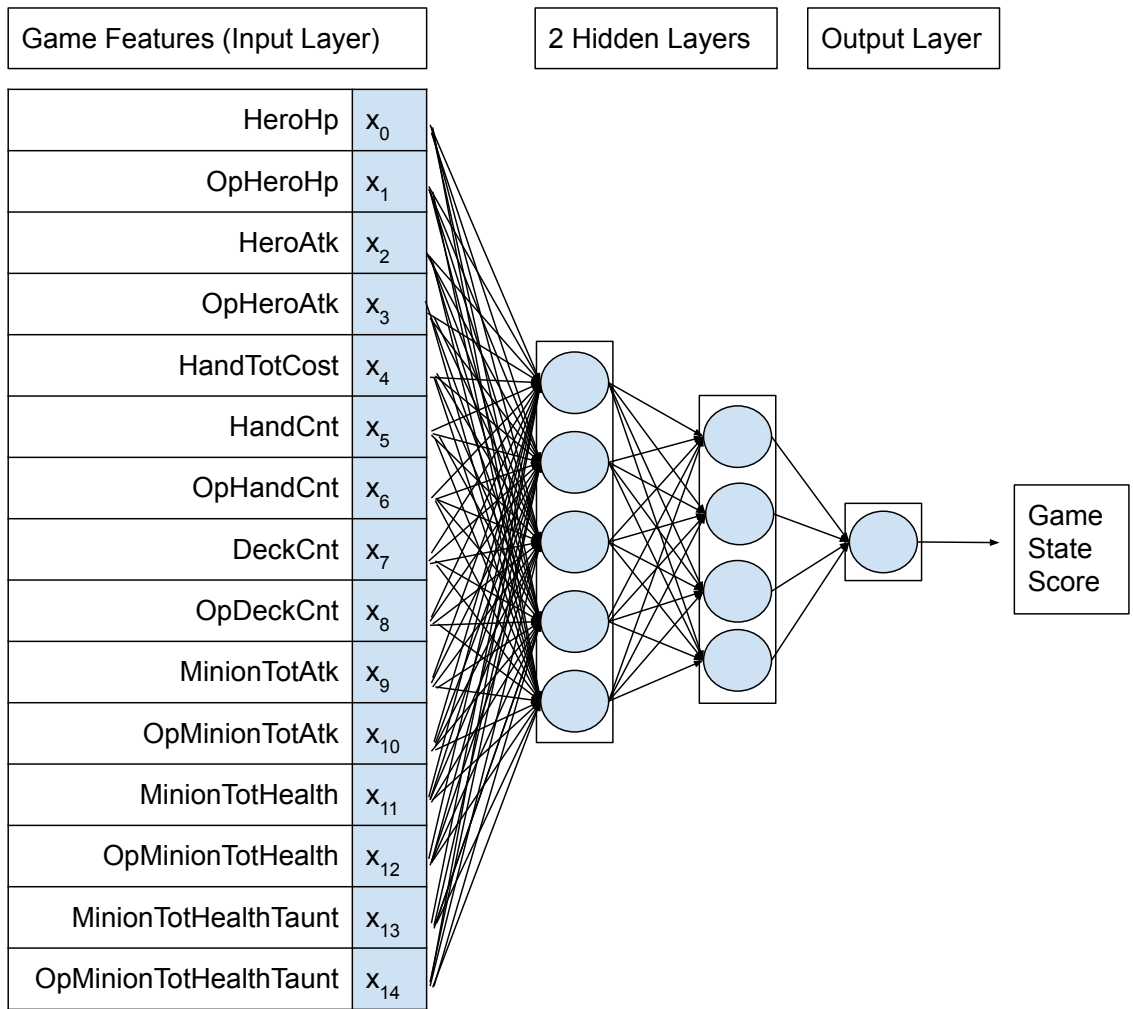 Game Features (Input Layer) 2 Hidden Layers Output Layer
HeroHp x0
OpHeroHp x1
HeroAtk x2
OpHeroAtk x3
HandTotCost x4
HandCnt x5
OpHandCnt x6
DeckCnt x7
OpDeckCnt x8
MinionTotAtk x9
OpMinionTotAtk x10
MinionTotHealth x11
OpMinionTotHealth x12
MinionTotHealthTaunt x13
OpMinionTotHealthTaunt x14
Game
State
Score